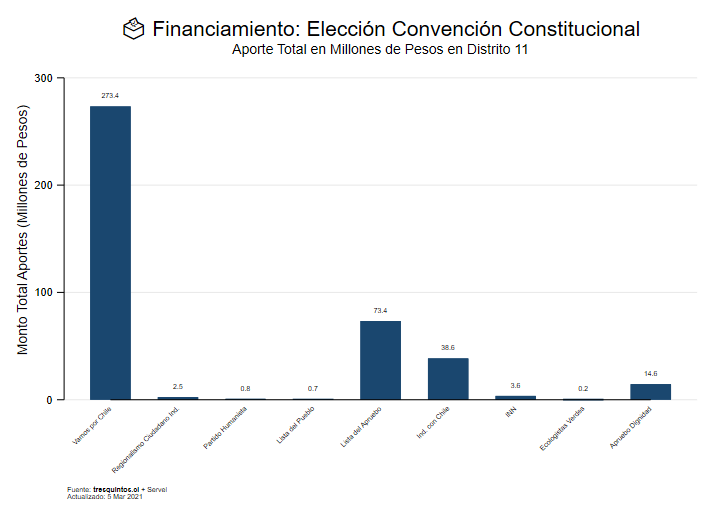 Financiamiento: Elección Convención Constitucional
Aporte Total en Millones de Pesos en Distrito 11
Monto Total Aportes (Millones de Pesos)
300
200
100
0
273.4
2.5
0.8
0.7
73.4
38.6
3.6
0.2
14.6
Vamos por Chile
Regionalismo Ciudadano Ind.
Partido Humanista
Lista del Pueblo
Lista del Apruebo
Ind. con Chile
INN
Ecologistas Verdes
Apruebo Dignidad
Fuente: tresquintos.cl + Servel
Actualizado: 5 Mar 2021